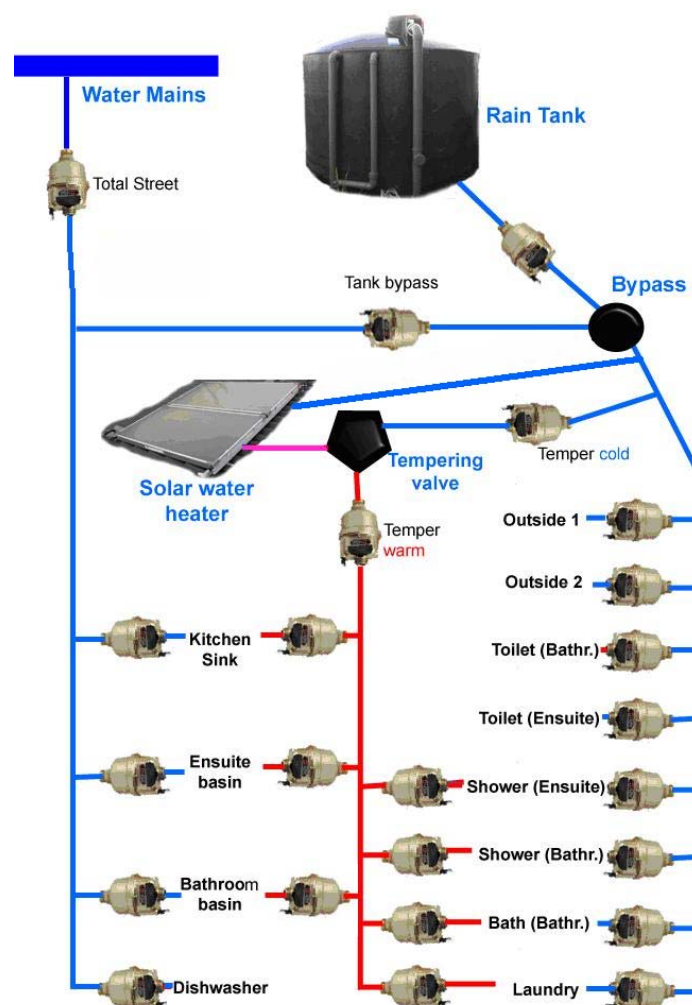 Water Mains
Rain Tank
Total Street
Bypass
Tank bypass
Solar water
heater
Tempering
valve
Temper cold
Temper
warm
Outside 1
Outside 2
Kitchen
Sink
Toilet (Bathr.)
Toilet (Ensuite)
Ensuite
basin
Shower (Ensuite)
Shower (Bathr.)
Bathroom
basin
Bath (Bathr.)
Dishwasher
Laundry